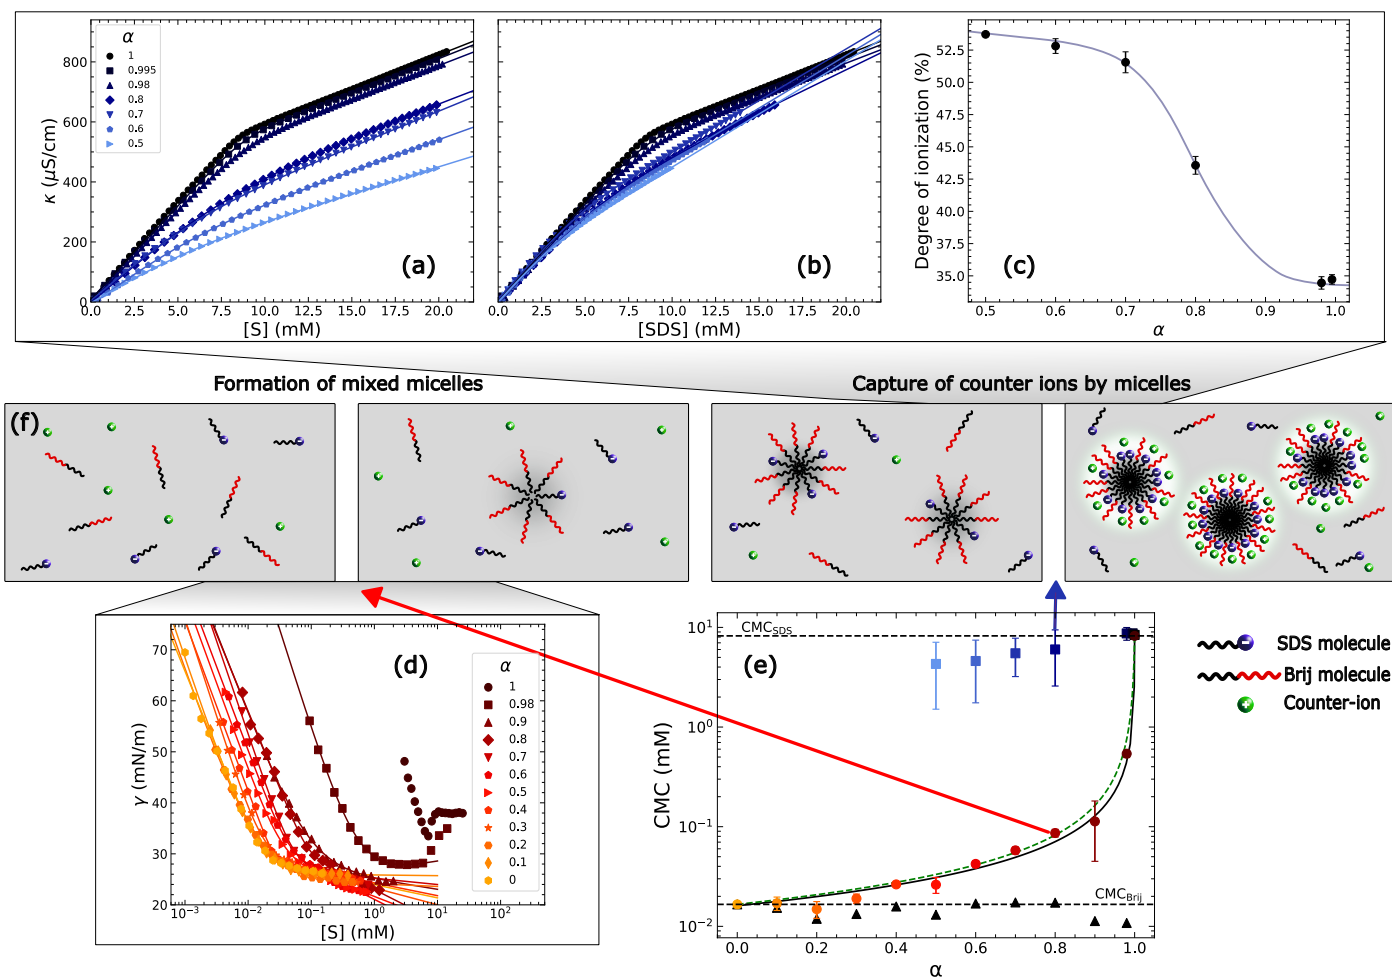 α
1
0.995
0.98
0.8
0.7
0.6
0.5
800
600
400
200
0
κ (μS/cm)
(a)
0.0 2.5 5.0 7.5 10.0 12.5 15.0 17.5 20.0
[S] (mM)
(b)
0.0 2.5 5.0 7.5 10.0 12.5 15.0 17.5 20.0
[SDS] (mM)
52.5
50.0
47.5
45.0
42.5
40.0
37.5
35.0
Degree of ionization (%)
(c)
0.5 0.6 0.7 0.8 0.9 1.0
α
Formation of mixed micelles
Capture of counter ions by micelles
(f)
70
60
50
40
30
20
γ (mN/m)
(d)
α
1
0.98
0.9
0.8
0.7
0.6
0.5
0.4
0.3
0.2
0.1
0
10⁻³ 10⁻² 10⁻¹ 10⁰ 10¹ 10²
[S] (mM)
10¹
10⁰
10⁻¹
10⁻²
CMC (mM)
CMC_SDS
(e)
CMC_Brij
0.0 0.2 0.4 0.6 0.8 1.0
α
SDS molecule
Brij molecule
Counter-ion